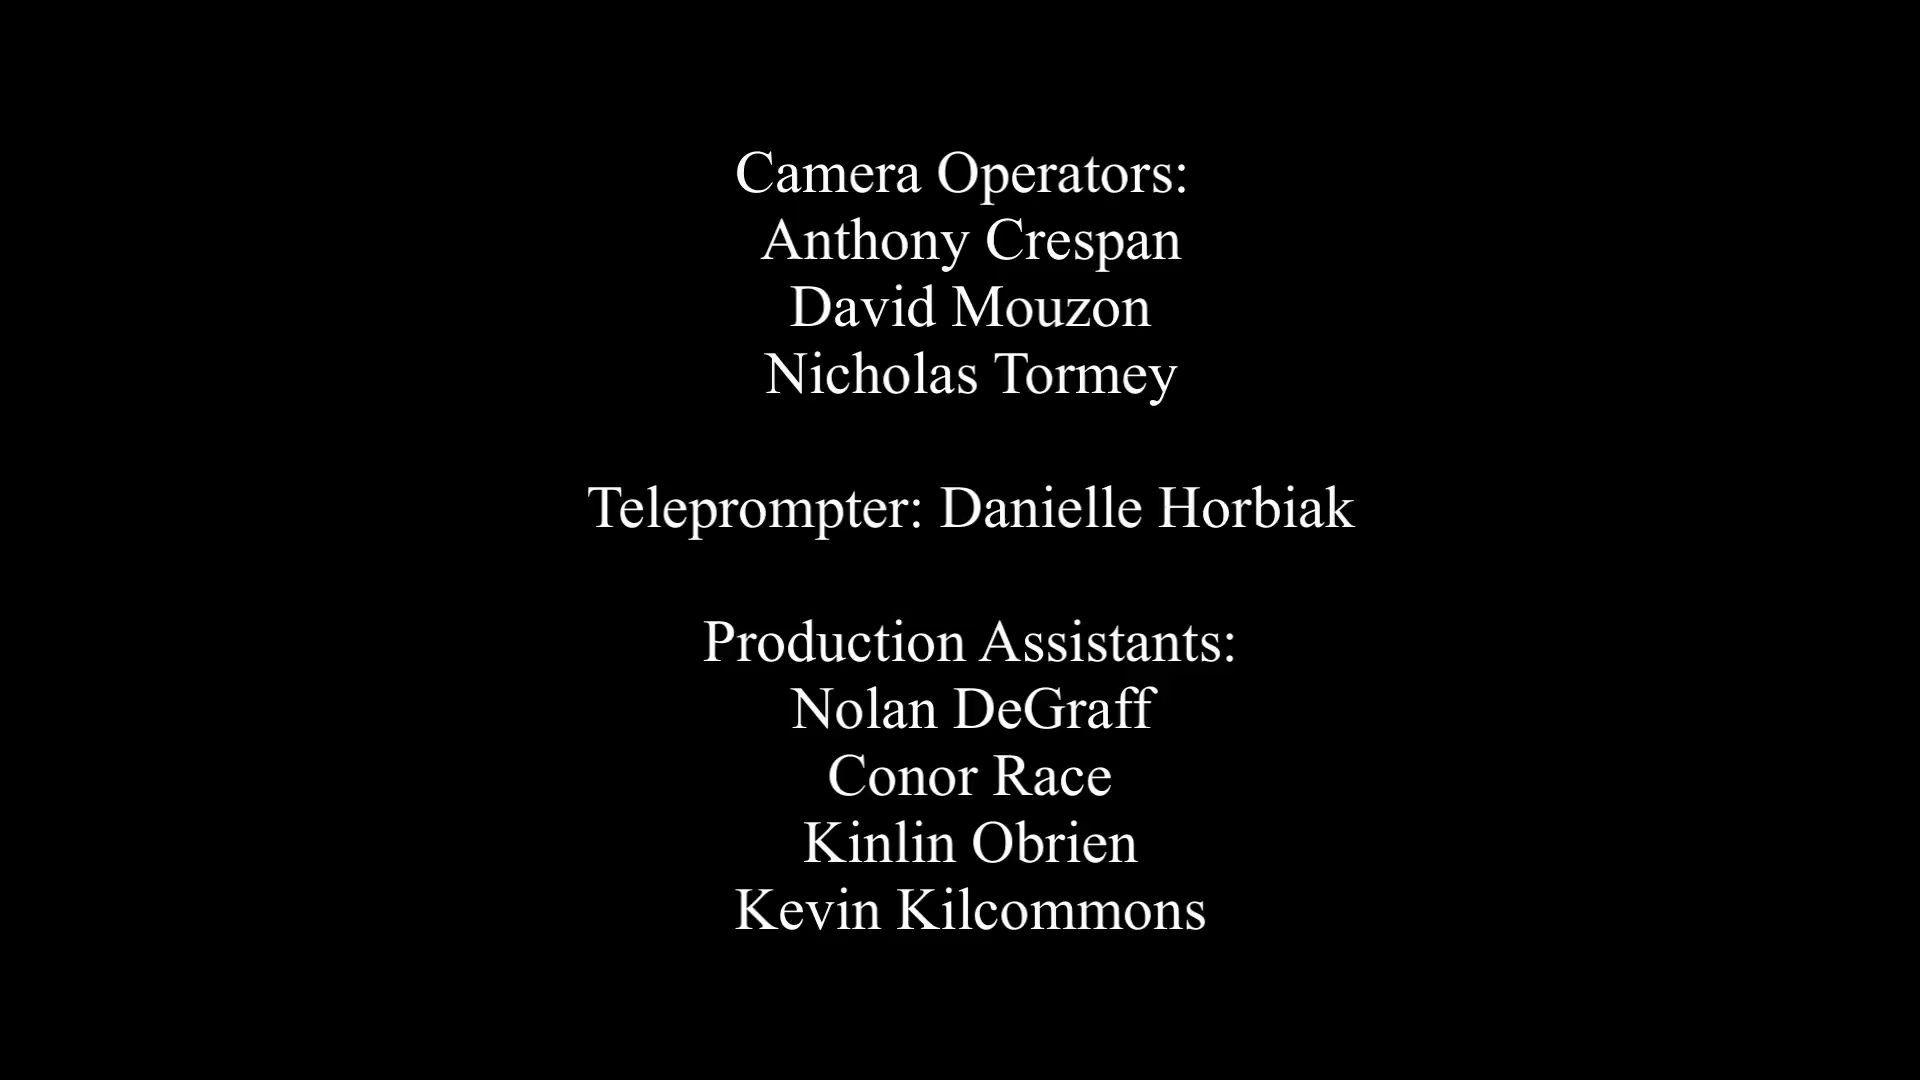 Camera Operators:
Anthony Crespan
David Mouzon
Nicholas Tormey
Teleprompter: Danielle Horbiak
Production Assistants:
Nolan DeGraff
Conor Race
Kinlin Obrien
Kevin Kilcommons